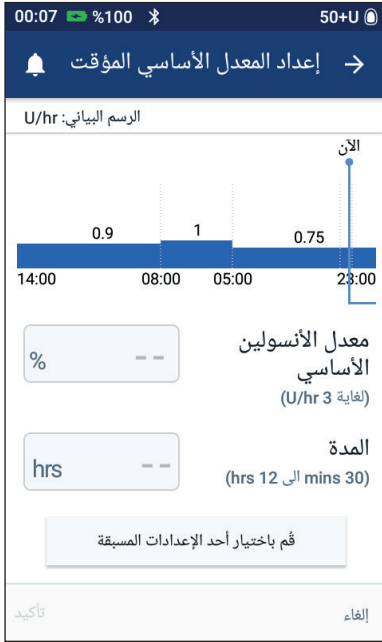 00:07 %100 50+U
إعداد المعدل الأساسي المؤقت
الرسم البياني: U/hr
الآن
0.9 1 0.75
14:00 08:00 05:00 23:00
معدل الأنسولين
الأساسي
(لغاية 3 U/hr)
-- %
المدة
(30 mins الى 12 hrs)
-- hrs
قُم باختيار أحد الإعدادات المسبقة
إلغاء
تأكيد